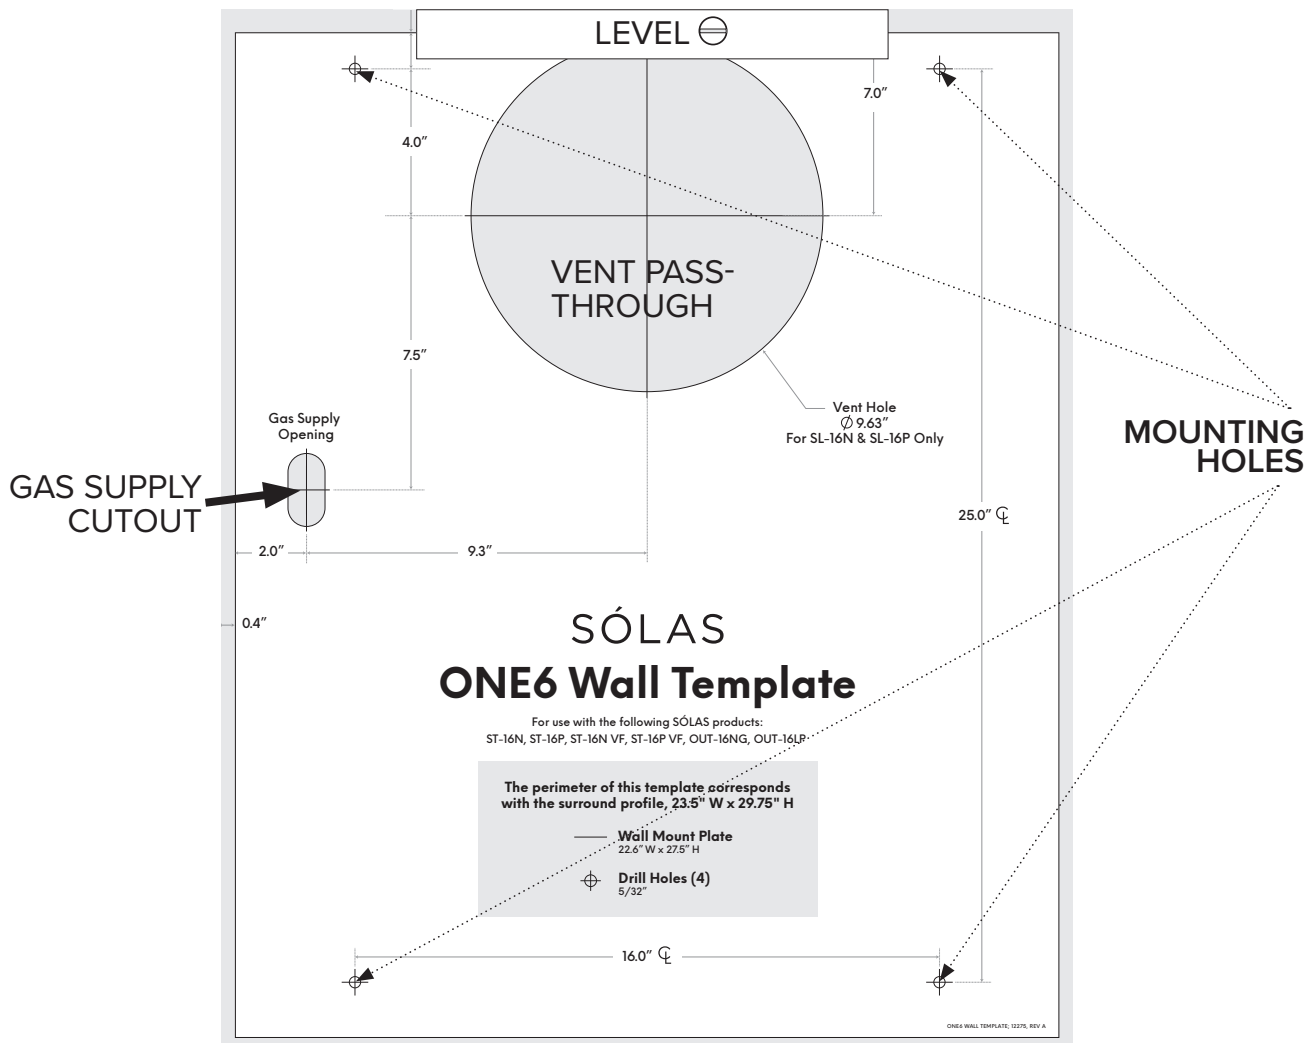 LEVEL
7.0″
4.0″
VENT PASS-
THROUGH
7.5″
Vent Hole
∅ 9.63″
For SL-16N & SL-16P Only
Gas Supply
Opening
MOUNTING
HOLES
GAS SUPPLY
CUTOUT
25.0″ ℄
2.0″
9.3″
0.4″
SÓLAS
ONE6 Wall Template
For use with the following SÓLAS products:
ST-16N, ST-16P, ST-16N VF, ST-16P VF, OUT-16NG, OUT-16LP
The perimeter of this template corresponds
with the surround profile, 23.5" W x 29.75" H
Wall Mount Plate
22.6″ W x 27.5″ H
Drill Holes (4)
5/32″
16.0″ ℄
ONE6 WALL TEMPLATE; 12275, REV A